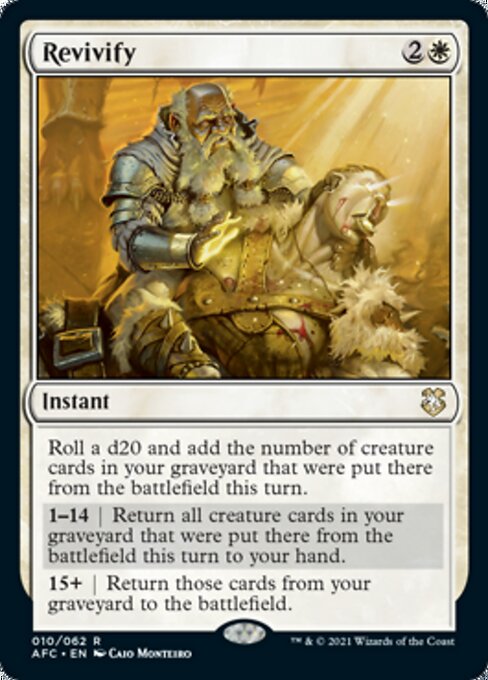 Revivify 2
Instant
Roll a d20 and add the number of creature
cards in your graveyard that were put there
from the battlefield this turn.
1–14 | Return all creature cards in your
graveyard that were put there from the
battlefield this turn to your hand.
15+ | Return those cards from your
graveyard to the battlefield.
010/062 R
AFC • EN Caio Monteiro
™ & © 2021 Wizards of the Coast